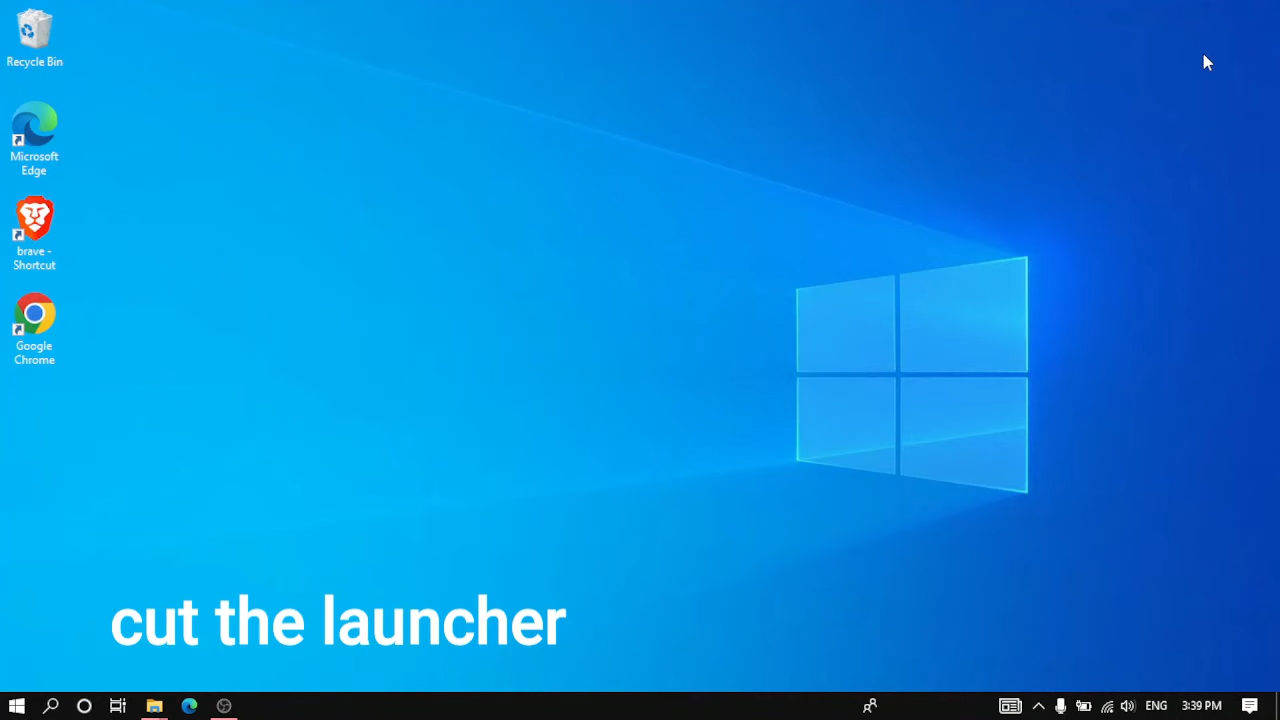 Recycle Bin
Microsoft
Edge
brave -
Shortcut
Google
Chrome
cut the launcher
ENG
3:39 PM